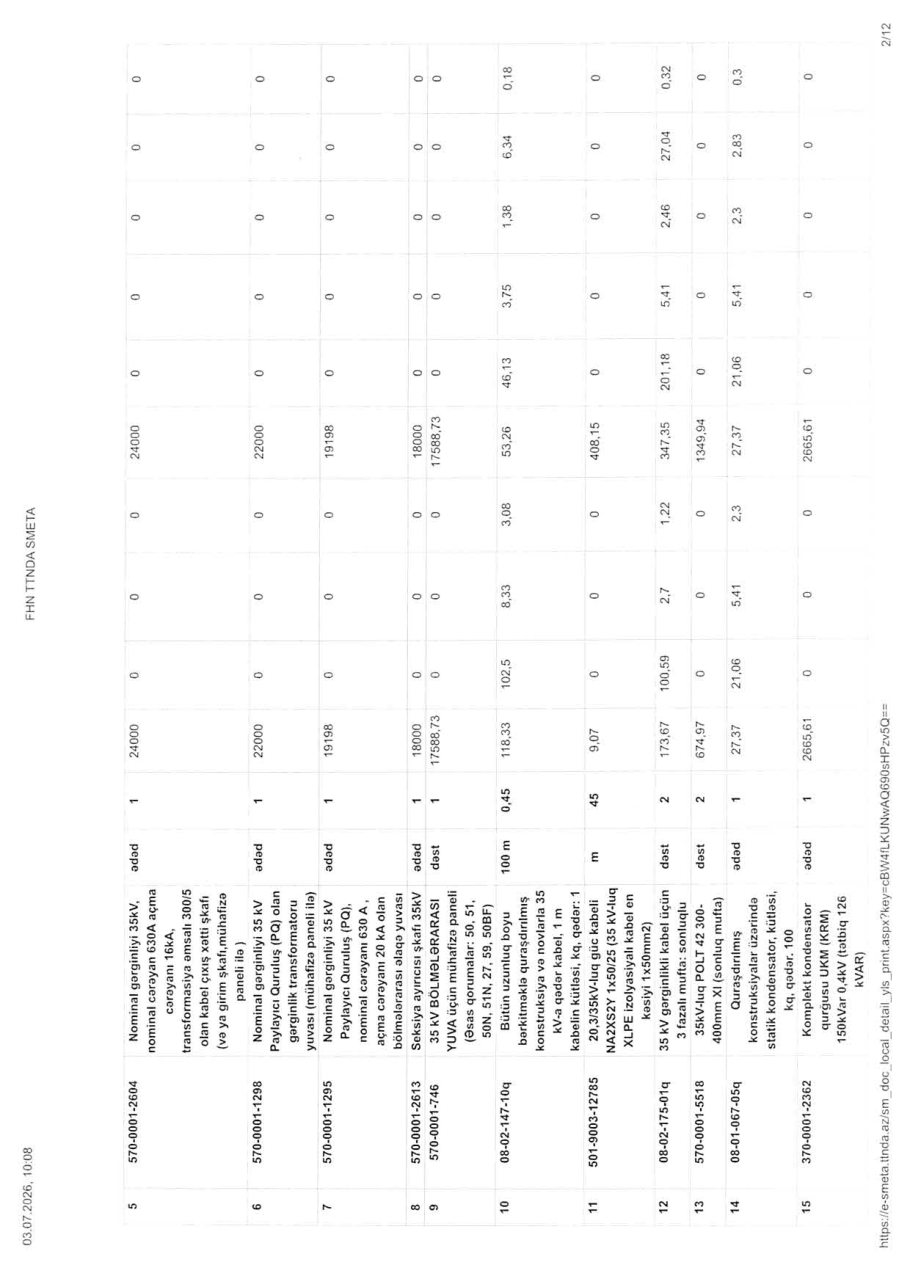 03.07.2026, 10:08
FHN TTNDA SMETA
5 570-0001-2604 Nominal gərginliyi 35kv, ədəd 1 24000 0 0 0 24000 0 0 0 0 0
nominal cərəyan 630A açma
cərəyanı 16kA,
transformasiya əmsalı 300/5
olan kabel çıxış xətti şkafı
(və ya girim şkafı,mühafizə
paneli ilə )
6 570-0001-1298 Nominal gərginliyi 35 kV ədəd 1 22000 0 0 0 22000 0 0 0 0 0
Paylayıcı Quruluş (PQ) olan
gərginlik transformatoru
yuvası (mühafizə paneli ilə)
7 570-0001-1295 Nominal gərginliyi 35 kV ədəd 1 19198 0 0 0 19198 0 0 0 0 0
Paylayıcı Quruluş (PQ),
nominal cərəyanı 630 A ,
açma cərəyanı 20 kA olan
bölmələrarası əlaqə yuvası
8 570-0001-2613 Seksiya ayırıcısı şkafı 35kV ədəd 1 18000 0 0 0 18000 0 0 0 0 0
9 570-0001-746 35 kV BÖLMƏLƏRARASI dəst 1 17588,73 0 0 0 17588,73 0 0 0 0 0
YUVA üçün mühafizə paneli
(Əsas qorumalar: 50, 51,
50N, 51N, 27, 59, 50BF)
10 08-02-147-10q Bütün uzunluq boyu 100 m 0,45 118,33 102,5 8,33 3,08 53,26 46,13 3,75 1,38 6,34 0,18
bərkitməklə quraşdırılmış
konstruksiya və novlarla 35
kV-a qədər kabel, 1 m
kabelin kütləsi, kq, qədər: 1
11 501-9003-12785 20,3/35kV-luq güc kabeli m 45 9,07 0 0 0 408,15 0 0 0 0 0
NA2XS2Y 1x50/25 (35 kV-luq
XLPE izolyasiyalı kabel en
kəsiyi 1x50mm2)
12 08-02-175-01q 35 kV gərginlikli kabel üçün dəst 2 173,67 100,59 2,7 1,22 347,35 201,18 5,41 2,46 27,04 0,32
3 fazalı mufta: sonluqlu
13 570-0001-5518 35kV-luq POLT 42 300- dəst 2 674,97 0 0 0 1349,94 0 0 0 0 0
400mm Xl (sonluq mufta)
14 08-01-067-05q Quraşdırılmış ədəd 1 27,37 21,06 5,41 2,3 27,37 21,06 5,41 2,3 2,83 0,3
konstruksiyalar üzərində
statik kondensator, kütləsi,
kq, qədər. 100
15 370-0001-2362 Komplekt kondensator ədəd 1 2665,61 0 0 0 2665,61 0 0 0 0 0
qurğusu UKM (KRM)
150kVar 0,4kV (tətbiq 126
kVAR)
https://e-smeta.ttnda.az/sm_doc_local_detail_yls_print.aspx?key=cBW4fLKUNwAQ690sHPzv5Q==
2/12